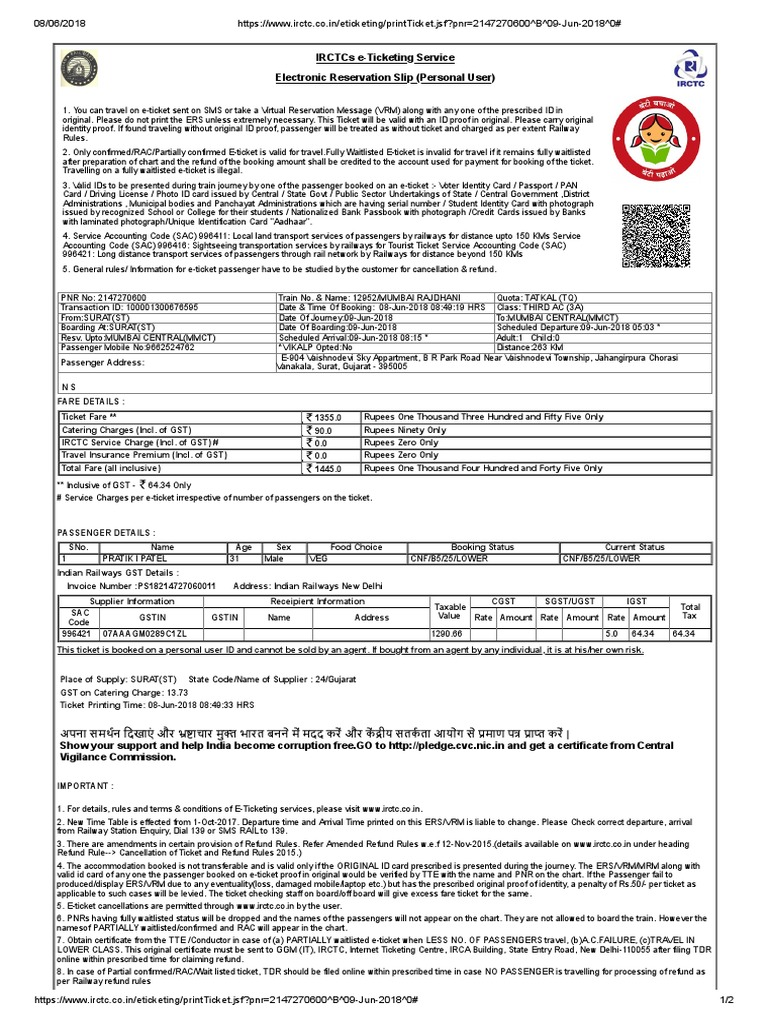 08/06/2018 https://www.irctc.co.in/eticketing/printTicket.jsf?pnr=2147270600^B^09-Jun-2018^0#
IRCTCs e-Ticketing Service
Electronic Reservation Slip (Personal User)
IRCTC
बेटी बचाओ
बेटी पढ़ाओ
1. You can travel on e-ticket sent on SMS or take a Virtual Reservation Message (VRM) along with any one of the prescribed ID in
original. Please do not print the ERS unless extremely necessary. This Ticket will be valid with an ID proof in original. Please carry original
identity proof. If found traveling without original ID proof, passenger will be treated as without ticket and charged as per extent Railway
Rules.
2. Only confirmed/RAC/Partially confirmed E-ticket is valid for travel.Fully Waitlisted E-ticket is invalid for travel if it remains fully waitlisted
after preparation of chart and the refund of the booking amount shall be credited to the account used for payment for booking of the ticket.
Travelling on a fully waitlisted e-ticket is illegal.
3. Valid IDs to be presented during train journey by one of the passenger booked on an e-ticket :- Voter Identity Card / Passport / PAN
Card / Driving License / Photo ID card issued by Central / State Govt / Public Sector Undertakings of State / Central Government ,District
Administrations , Municipal bodies and Panchayat Administrations which are having serial number / Student Identity Card with photograph
issued by recognized School or College for their students / Nationalized Bank Passbook with photograph /Credit Cards issued by Banks
with laminated photograph/Unique Identification Card "Aadhaar".
4. Service Accounting Code (SAC) 996411: Local land transport services of passengers by railways for distance upto 150 KMs Service
Accounting Code (SAC) 996416: Sightseeing transportation services by railways for Tourist Ticket Service Accounting Code (SAC)
996421: Long distance transport services of passengers through rail network by Railways for distance beyond 150 KMs
5. General rules/ Information for e-ticket passenger have to be studied by the customer for cancellation & refund.
PNR No: 2147270600 Train No. & Name: 12952/MUMBAI RAJDHANI Quota: TATKAL (TQ)
Transaction ID: 100001300676595 Date & Time Of Booking: 08-Jun-2018 08:49:19 HRS Class: THIRD AC (3A)
From:SURAT(ST) Date Of Journey:09-Jun-2018 To:MUMBAI CENTRAL(MMCT)
Boarding At:SURAT(ST) Date Of Boarding:09-Jun-2018 Scheduled Departure:09-Jun-2018 05:03 *
Resv. Upto:MUMBAI CENTRAL(MMCT) Scheduled Arrival:09-Jun-2018 08:15 * Adult:1 Child:0
Passenger Mobile No:9662524762 * VIKALP Opted:No Distance:263 KM
Passenger Address: E-904 Vaishnodevi Sky Appartment, B R Park Road Near Vaishnodevi Township, Jahangirpura Chorasi
Vanakala, Surat, Gujarat - 395005
N S
FARE DETAILS :
Ticket Fare ** ₹ 1355.0 Rupees One Thousand Three Hundred and Fifty Five Only
Catering Charges (Incl. of GST) ₹ 90.0 Rupees Ninety Only
IRCTC Service Charge (Incl. of GST) # ₹ 0.0 Rupees Zero Only
Travel Insurance Premium (Incl. of GST) ₹ 0.0 Rupees Zero Only
Total Fare (all inclusive) ₹ 1445.0 Rupees One Thousand Four Hundred and Forty Five Only
** Inclusive of GST - ₹ 64.34 Only
# Service Charges per e-ticket irrespective of number of passengers on the ticket.
PASSENGER DETAILS :
SNo. Name Age Sex Food Choice Booking Status Current Status
1 PRATIK I PATEL 31 Male VEG CNF/B5/25/LOWER CNF/B5/25/LOWER
Indian Railways GST Details :
Invoice Number :PS18214727060011 Address: Indian Railways New Delhi
Supplier Information Receipient Information Taxable Value CGST SGST/UGST IGST Total Tax
SAC Code GSTIN GSTIN Name Address Rate Amount Rate Amount Rate Amount
996421 07AAAGM0289C1ZL 1290.66 5.0 64.34 64.34
This ticket is booked on a personal user ID and cannot be sold by an agent. If bought from an agent by any individual, it is at his/her own risk.
Place of Supply: SURAT(ST) State Code/Name of Supplier : 24/Gujarat
GST on Catering Charge: 13.73
Ticket Printing Time: 08-Jun-2018 08:49:33 HRS
अपना समर्थन दिखाएं और भ्रष्टाचार मुक्त भारत बनने में मदद करें और केंद्रीय सतर्कता आयोग से प्रमाण पत्र प्राप्त करें |
Show your support and help India become corruption free.GO to http://pledge.cvc.nic.in and get a certificate from Central
Vigilance Commission.
IMPORTANT :
1. For details, rules and terms & conditions of E-Ticketing services, please visit www.irctc.co.in.
2. New Time Table is effected from 1-Oct-2017. Departure time and Arrival Time printed on this ERS/VRM is liable to change. Please Check correct departure, arrival
from Railway Station Enquiry, Dial 139 or SMS RAIL to 139.
3. There are amendments in certain provision of Refund Rules. Refer Amended Refund Rules w.e.f 12-Nov-2015.(details available on www.irctc.co.in under heading
Refund Rule--> Cancellation of Ticket and Refund Rules 2015.)
4. The accommodation booked is not transferable and is valid only if the ORIGINAL ID card prescribed is presented during the journey. The ERS/VRM/MRM along with
valid id card of any one the passenger booked on e-ticket proof in original would be verified by TTE with the name and PNR on the chart. If the Passenger fail to
produced/display ERS/VRM due to any eventuality(loss, damaged mobile/laptop etc.) but has the prescribed original proof of identity, a penalty of Rs.50/- per ticket as
applicable to such cases will be levied. The ticket checking staff on board/off board will give excess fare ticket for the same.
5. E-ticket cancellations are permitted through www.irctc.co.in by the user.
6. PNRs having fully waitlisted status will be dropped and the names of the passengers will not appear on the chart. They are not allowed to board the train. However the
namesof PARTIALLY waitlisted/confirmed and RAC will appear in the chart.
7. Obtain certificate from the TTE /Conductor in case of (a) PARTIALLY waitlisted e-ticket when LESS NO. OF PASSENGERS travel, (b)A.C.FAILURE, (c)TRAVEL IN
LOWER CLASS. This original certificate must be sent to GGM (IT), IRCTC, Internet Ticketing Centre, IRCA Building, State Entry Road, New Delhi-110055 after filing TDR
online within prescribed time for claiming refund.
8. In case of Partial confirmed/RAC/Wait listed ticket, TDR should be filed online within prescribed time in case NO PASSENGER is travelling for processing of refund as
per Railway refund rules
https://www.irctc.co.in/eticketing/printTicket.jsf?pnr=2147270600^B^09-Jun-2018^0# 1/2